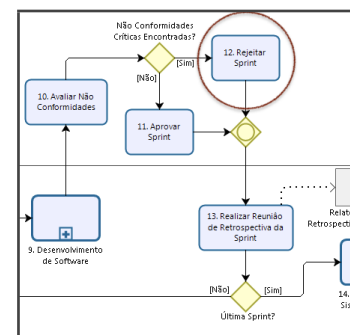 Não Conformidades
Críticas Encontradas?
12. Rejeitar
Sprint
[Sim]
[Não]
10. Avaliar Não
Conformidades
11. Aprovar
Sprint
13. Realizar Reunião
de Retrospectiva da
Sprint
9. Desenvolvimento
de Software
[Não]
[Sim]
Última Sprint?
14.